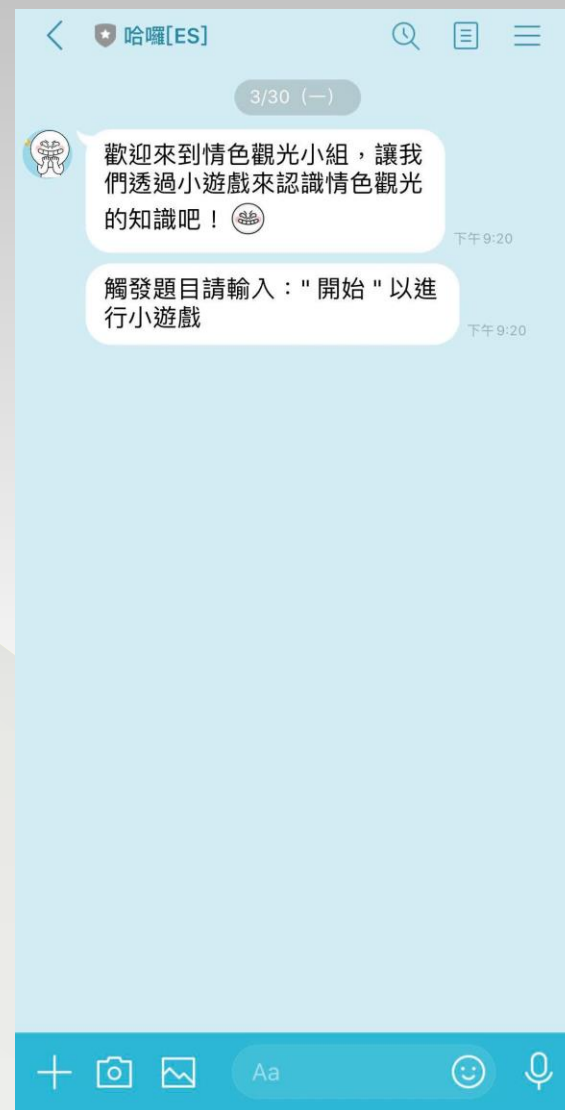 哈囉[ES]
3/30（一）
歡迎來到情色觀光小組，讓我
們透過小遊戲來認識情色觀光
的知識吧！
下午9:20
觸發題目請輸入："開始"以進
行小遊戲
下午9:20
Aa